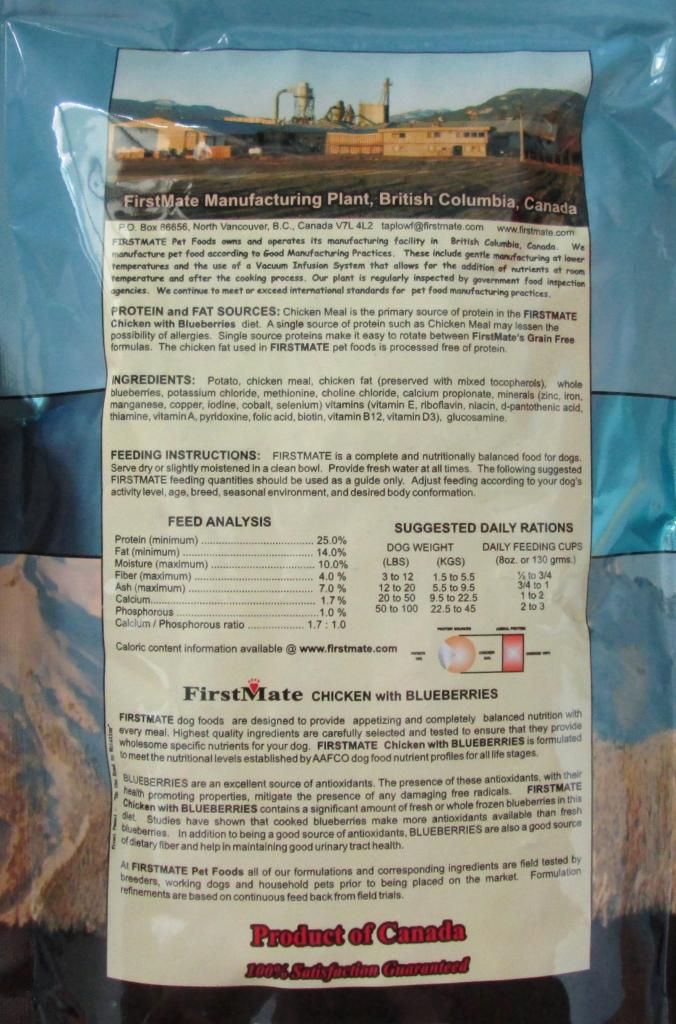 FirstMate Manufacturing Plant, British Columbia, Canada
P.O. Box 86656, North Vancouver, B.C., Canada V7L 4L2 taplowf@firstmate.com www.firstmate.com
FIRSTMATE Pet Foods owns and operates its manufacturing facility in British Columbia, Canada. We
manufacture pet food according to Good Manufacturing Practices. These include gentle manufacturing at lower
temperatures and the use of a Vacuum Infusion System that allows for the addition of nutrients at room
temperature and after the cooking process. Our plant is regularly inspected by government food inspection
agencies. We continue to meet or exceed international standards for pet food manufacturing practices.
PROTEIN and FAT SOURCES: Chicken Meal is the primary source of protein in the FIRSTMATE
Chicken with Blueberries diet. A single source of protein such as Chicken Meal may lessen the
possibility of allergies. Single source proteins make it easy to rotate between FirstMate's Grain Free
formulas. The chicken fat used in FIRSTMATE pet foods is processed free of protein.
INGREDIENTS: Potato, chicken meal, chicken fat (preserved with mixed tocopherols), whole
blueberries, potassium chloride, methionine, choline chloride, calcium propionate, minerals (zinc, iron,
manganese, copper, iodine, cobalt, selenium) vitamins (vitamin E, riboflavin, niacin, d-pantothenic acid,
thiamine, vitamin A, pyridoxine, folic acid, biotin, vitamin B12, vitamin D3), glucosamine.
FEEDING INSTRUCTIONS: FIRSTMATE is a complete and nutritionally balanced food for dogs.
Serve dry or slightly moistened in a clean bowl. Provide fresh water at all times. The following suggested
FIRSTMATE feeding quantities should be used as a guide only. Adjust feeding according to your dog's
activity level, age, breed, seasonal environment, and desired body conformation.
FEED ANALYSIS
Protein (minimum) ........ 25.0%
Fat (minimum) ........ 14.0%
Moisture (maximum) ........ 10.0%
Fiber (maximum) ........ 4.0 %
Ash (maximum) ........ 7.0 %
Calcium ........ 1.7 %
Phosphorous ........ 1.0 %
Calcium / Phosphorous ratio ........ 1.7 : 1.0
Caloric content information available @ www.firstmate.com
SUGGESTED DAILY RATIONS
DOG WEIGHT DAILY FEEDING CUPS
(LBS) (KGS) (8oz. or 130 grms.)
3 to 12 1.5 to 5.5 to 3/4
12 to 20 5.5 to 9.5 3/4 to 1
20 to 50 9.5 to 22.5 1 to 2
50 to 100 22.5 to 45 2 to 3
FirstMate CHICKEN with BLUEBERRIES
FIRSTMATE dog foods are designed to provide appetizing and completely balanced nutrition with
every meal. Highest quality ingredients are carefully selected and tested to ensure that they provide
wholesome specific nutrients for your dog. FIRSTMATE Chicken with BLUEBERRIES is formulated
to meet the nutritional levels established by AAFCO dog food nutrient profiles for all life stages.
BLUEBERRIES are an excellent source of antioxidants. The presence of these antioxidants, with their
health promoting properties, mitigate the presence of any damaging free radicals. FIRSTMATE
Chicken with BLUEBERRIES contains a significant amount of fresh or whole frozen blueberries in this
diet. Studies have shown that cooked blueberries make more antioxidants available than fresh
blueberries. In addition to being a good source of antioxidants, BLUEBERRIES are also a good source
of dietary fiber and help in maintaining good urinary tract health.
At FIRSTMATE Pet Foods all of our formulations and corresponding ingredients are field tested by
breeders, working dogs and household pets prior to being placed on the market. Formulation
refinements are based on continuous feed back from field trials.
Product of Canada
100% Satisfaction Guaranteed